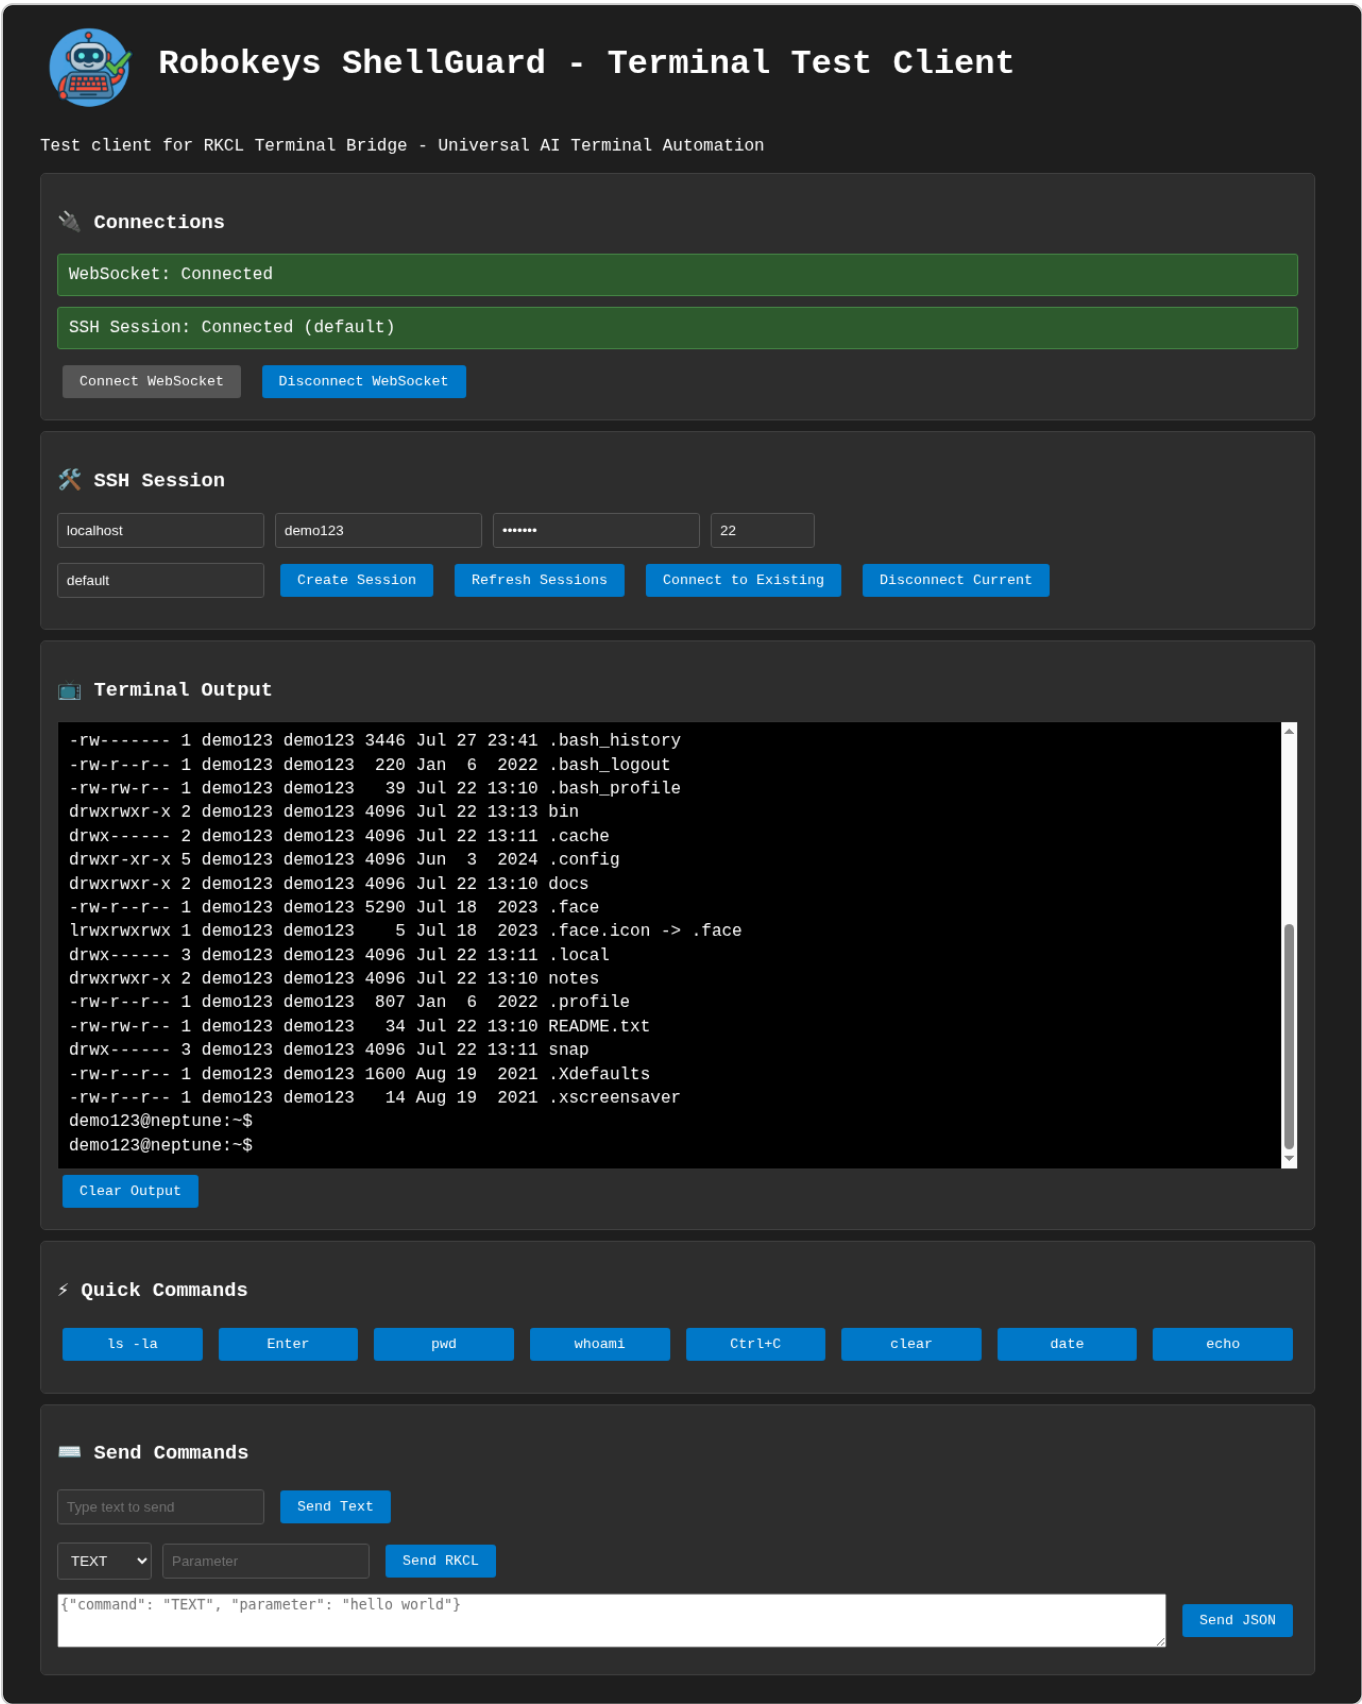 Robokeys ShellGuard - Terminal Test Client
Test client for RKCL Terminal Bridge - Universal AI Terminal Automation
Connections
WebSocket: Connected
SSH Session: Connected (default)
Connect WebSocket Disconnect WebSocket
SSH Session
localhost demo123 ••••••• 22
default Create Session Refresh Sessions Connect to Existing Disconnect Current
Terminal Output
-rw------- 1 demo123 demo123 3446 Jul 27 23:41 .bash_history
-rw-r--r-- 1 demo123 demo123  220 Jan  6  2022 .bash_logout
-rw-rw-r-- 1 demo123 demo123   39 Jul 22 13:10 .bash_profile
drwxrwxr-x 2 demo123 demo123 4096 Jul 22 13:13 bin
drwx------ 2 demo123 demo123 4096 Jul 22 13:11 .cache
drwxr-xr-x 5 demo123 demo123 4096 Jun  3  2024 .config
drwxrwxr-x 2 demo123 demo123 4096 Jul 22 13:10 docs
-rw-r--r-- 1 demo123 demo123 5290 Jul 18  2023 .face
lrwxrwxrwx 1 demo123 demo123    5 Jul 18  2023 .face.icon -> .face
drwx------ 3 demo123 demo123 4096 Jul 22 13:11 .local
drwxrwxr-x 2 demo123 demo123 4096 Jul 22 13:10 notes
-rw-r--r-- 1 demo123 demo123  807 Jan  6  2022 .profile
-rw-rw-r-- 1 demo123 demo123   34 Jul 22 13:10 README.txt
drwx------ 3 demo123 demo123 4096 Jul 22 13:11 snap
-rw-r--r-- 1 demo123 demo123 1600 Aug 19  2021 .Xdefaults
-rw-r--r-- 1 demo123 demo123   14 Aug 19  2021 .xscreensaver
demo123@neptune:~$
demo123@neptune:~$
Clear Output
Quick Commands
ls -la Enter pwd whoami Ctrl+C clear date echo
Send Commands
Type text to send Send Text
TEXT Parameter Send RKCL
{"command": "TEXT", "parameter": "hello world"}
Send JSON